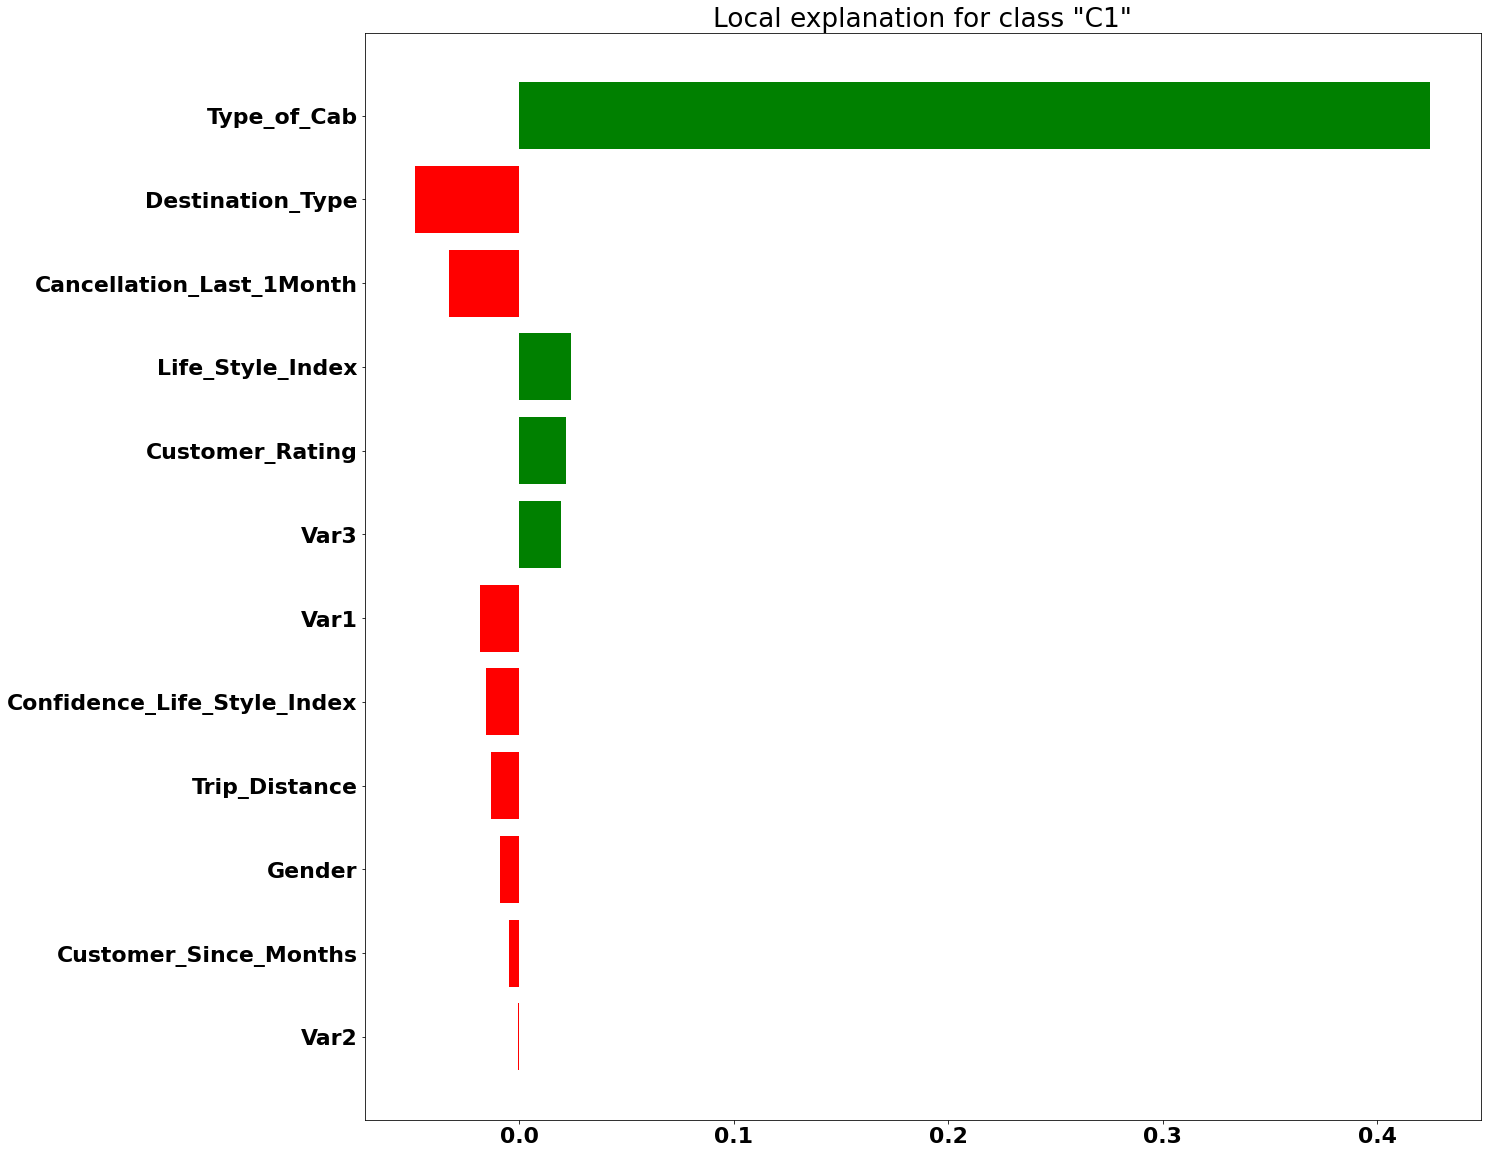 Local explanation for class "C1"
Type_of_Cab
Destination_Type
Cancellation_Last_1Month
Life_Style_Index
Customer_Rating
Var3
Var1
Confidence_Life_Style_Index
Trip_Distance
Gender
Customer_Since_Months
Var2
0.0 0.1 0.2 0.3 0.4